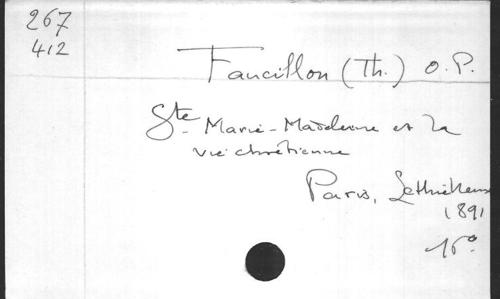 267
412
Faucillon (Th.) O.P.
Ste-Marie-Madeleine et la
vie chrétienne
Paris, Lethielleux
1891
16°